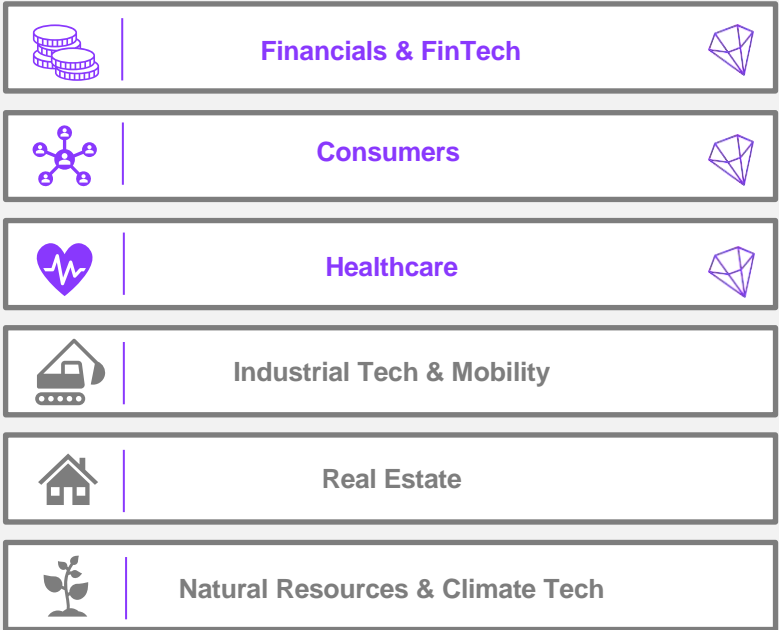 Financials & FinTech
Consumers
Healthcare
Industrial Tech & Mobility
Real Estate
Natural Resources & Climate Tech